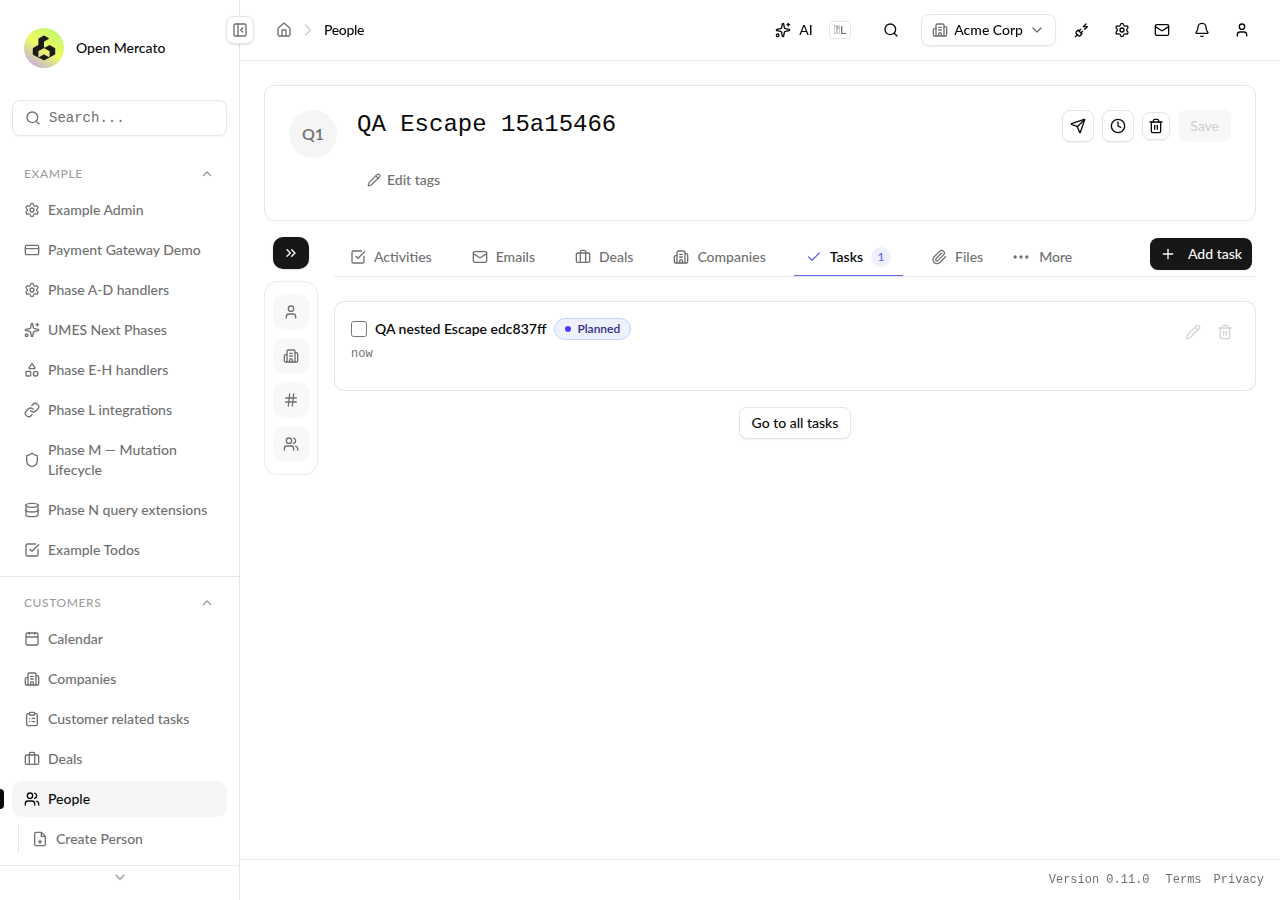 Open Mercato
Search...
EXAMPLE
Example Admin
Payment Gateway Demo
Phase A-D handlers
UMES Next Phases
Phase E-H handlers
Phase L integrations
Phase M — Mutation
Lifecycle
Phase N query extensions
Example Todos
CUSTOMERS
Calendar
Companies
Customer related tasks
Deals
People
Create Person
People
AI
L
Acme Corp
Q1
QA Escape 15a15466
Save
Edit tags
Activities
Emails
Deals
Companies
Tasks 1
Files
More
Add task
QA nested Escape edc837ff
Planned
now
Go to all tasks
Version 0.11.0
Terms
Privacy